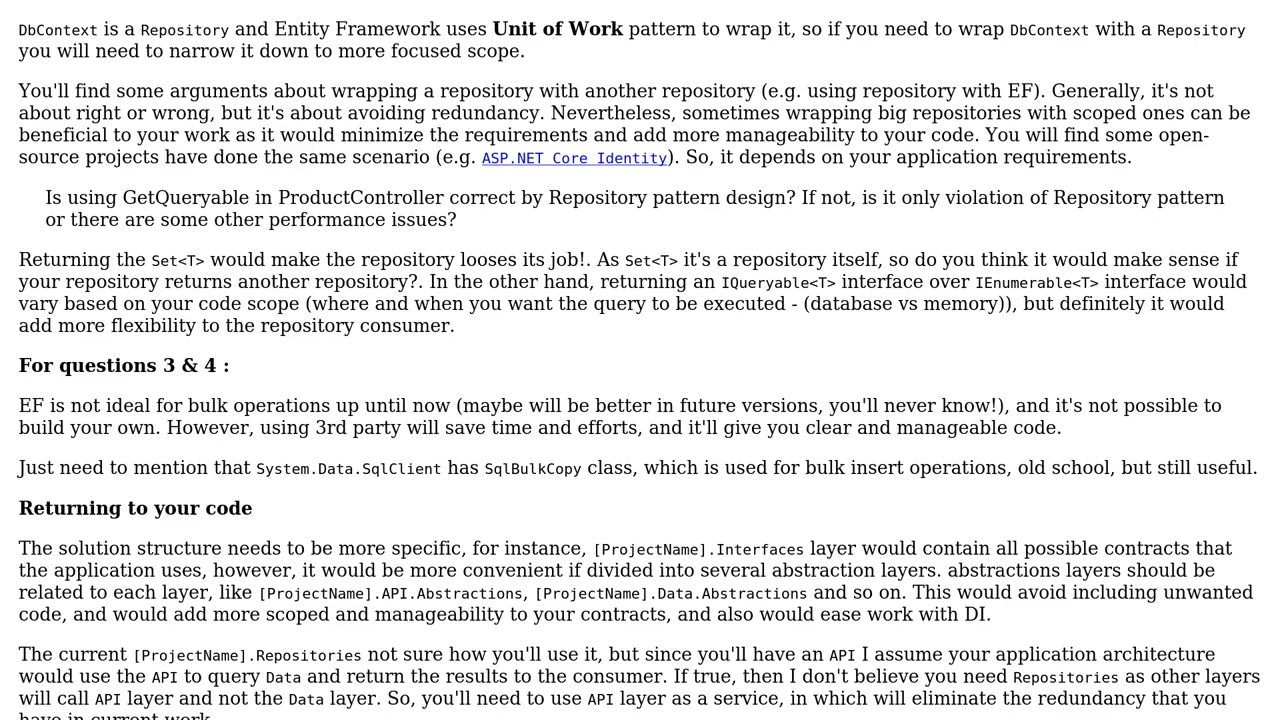 DbContext is a Repository and Entity Framework uses Unit of Work pattern to wrap it, so if you need to wrap DbContext with a Repository
you will need to narrow it down to more focused scope.
You'll find some arguments about wrapping a repository with another repository (e.g. using repository with EF). Generally, it's not
about right or wrong, but it's about avoiding redundancy. Nevertheless, sometimes wrapping big repositories with scoped ones can be
beneficial to your work as it would minimize the requirements and add more manageability to your code. You will find some open-
source projects have done the same scenario (e.g. ASP.NET Core Identity). So, it depends on your application requirements.
Is using GetQueryable in ProductController correct by Repository pattern design? If not, is it only violation of Repository pattern
or there are some other performance issues?
Returning the Set<T> would make the repository looses its job!. As Set<T> it's a repository itself, so do you think it would make sense if
your repository returns another repository?. In the other hand, returning an IQueryable<T> interface over IEnumerable<T> interface would
vary based on your code scope (where and when you want the query to be executed - (database vs memory)), but definitely it would
add more flexibility to the repository consumer.
For questions 3 & 4 :
EF is not ideal for bulk operations up until now (maybe will be better in future versions, you'll never know!), and it's not possible to
build your own. However, using 3rd party will save time and efforts, and it'll give you clear and manageable code.
Just need to mention that System.Data.SqlClient has SqlBulkCopy class, which is used for bulk insert operations, old school, but still useful.
Returning to your code
The solution structure needs to be more specific, for instance, [ProjectName].Interfaces layer would contain all possible contracts that
the application uses, however, it would be more convenient if divided into several abstraction layers. abstractions layers should be
related to each layer, like [ProjectName].API.Abstractions, [ProjectName].Data.Abstractions and so on. This would avoid including unwanted
code, and would add more scoped and manageability to your contracts, and also would ease work with DI.
The current [ProjectName].Repositories not sure how you'll use it, but since you'll have an API I assume your application architecture
would use the API to query Data and return the results to the consumer. If true, then I don't believe you need Repositories as other layers
will call API layer and not the Data layer. So, you'll need to use API layer as a service, in which will eliminate the redundancy that you
have in current work.